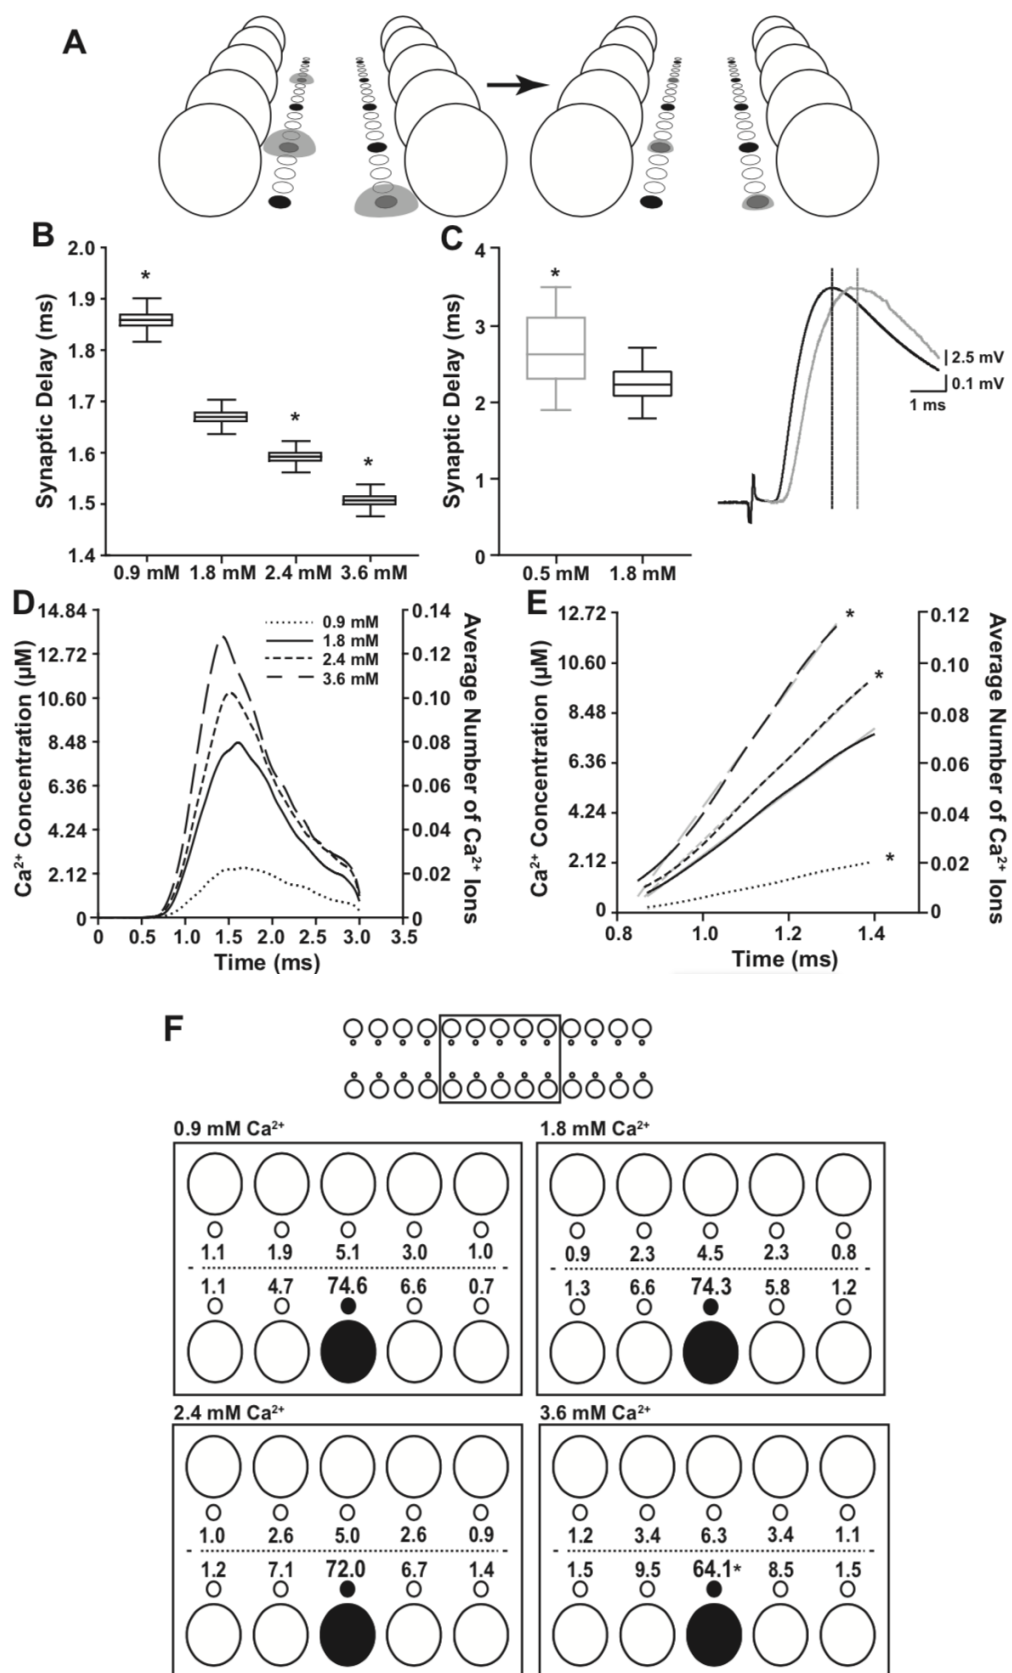 A
B
2.0
1.9
1.8
1.7
1.6
1.5
1.4
Synaptic Delay (ms)
*
*
*
0.9 mM 1.8 mM 2.4 mM 3.6 mM
C
4
3
2
1
0
Synaptic Delay (ms)
*
0.5 mM 1.8 mM
2.5 mV
0.1 mV
1 ms
D
14.84
12.72
10.60
8.48
6.36
4.24
2.12
0
Ca²⁺ Concentration (µM)
0.9 mM
1.8 mM
2.4 mM
3.6 mM
0.14
0.12
0.10
0.08
0.06
0.04
0.02
0
Average Number of Ca²⁺ Ions
0 0.5 1.0 1.5 2.0 2.5 3.0 3.5
Time (ms)
E
12.72
10.60
8.48
6.36
4.24
2.12
0
Ca²⁺ Concentration (µM)
*
*
*
0.12
0.10
0.08
0.06
0.04
0.02
0
Average Number of Ca²⁺ Ions
0.8 1.0 1.2 1.4
Time (ms)
F
0.9 mM Ca²⁺
1.1 1.9 5.1 3.0 1.0
1.1 4.7 74.6 6.6 0.7
1.8 mM Ca²⁺
0.9 2.3 4.5 2.3 0.8
1.3 6.6 74.3 5.8 1.2
2.4 mM Ca²⁺
1.0 2.6 5.0 2.6 0.9
1.2 7.1 72.0 6.7 1.4
3.6 mM Ca²⁺
1.2 3.4 6.3 3.4 1.1
1.5 9.5 64.1* 8.5 1.5